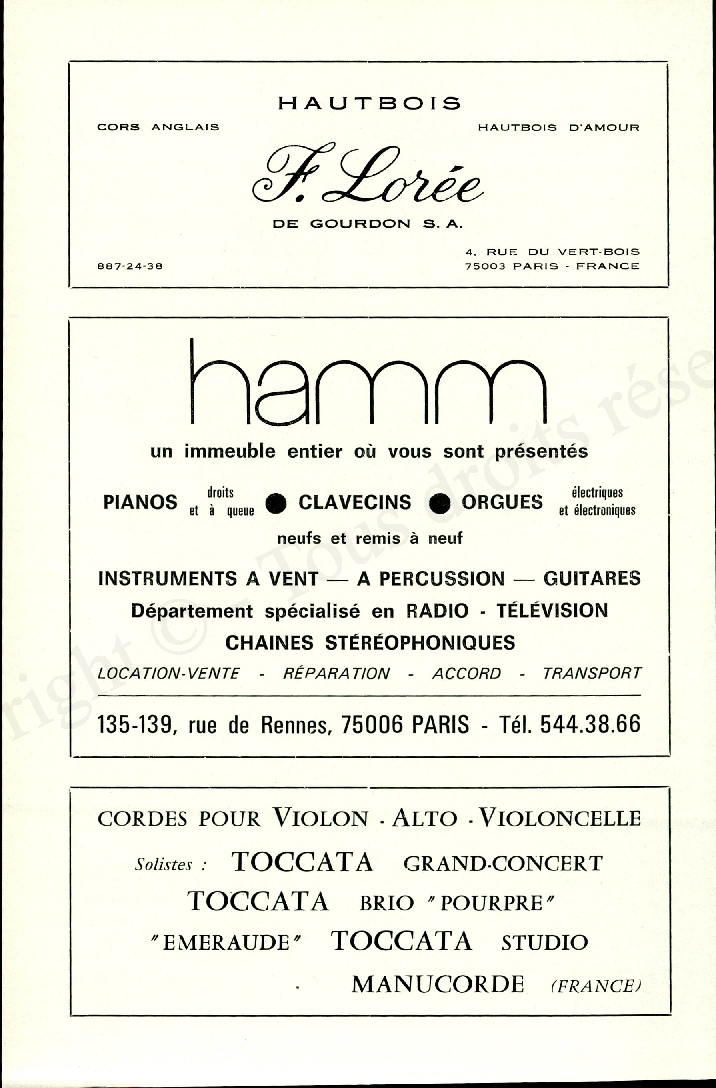 HAUTBOIS
CORS ANGLAIS HAUTBOIS D'AMOUR
F. Lorée
DE GOURDON S. A.
4, RUE DU VERT-BOIS
887-24-38 75003 PARIS - FRANCE
hamm
un immeuble entier où vous sont présentés
PIANOS droits et à queue ● CLAVECINS ● ORGUES électriques et électroniques
neufs et remis à neuf
INSTRUMENTS A VENT — A PERCUSSION — GUITARES
Département spécialisé en RADIO - TÉLÉVISION
CHAINES STÉRÉOPHONIQUES
LOCATION-VENTE - RÉPARATION - ACCORD - TRANSPORT
135-139, rue de Rennes, 75006 PARIS - Tél. 544.38.66
CORDES POUR VIOLON - ALTO - VIOLONCELLE
Solistes : TOCCATA GRAND-CONCERT
TOCCATA BRIO "POURPRE"
"EMERAUDE" TOCCATA STUDIO
MANUCORDE (FRANCE)
right © - Tous droits rése